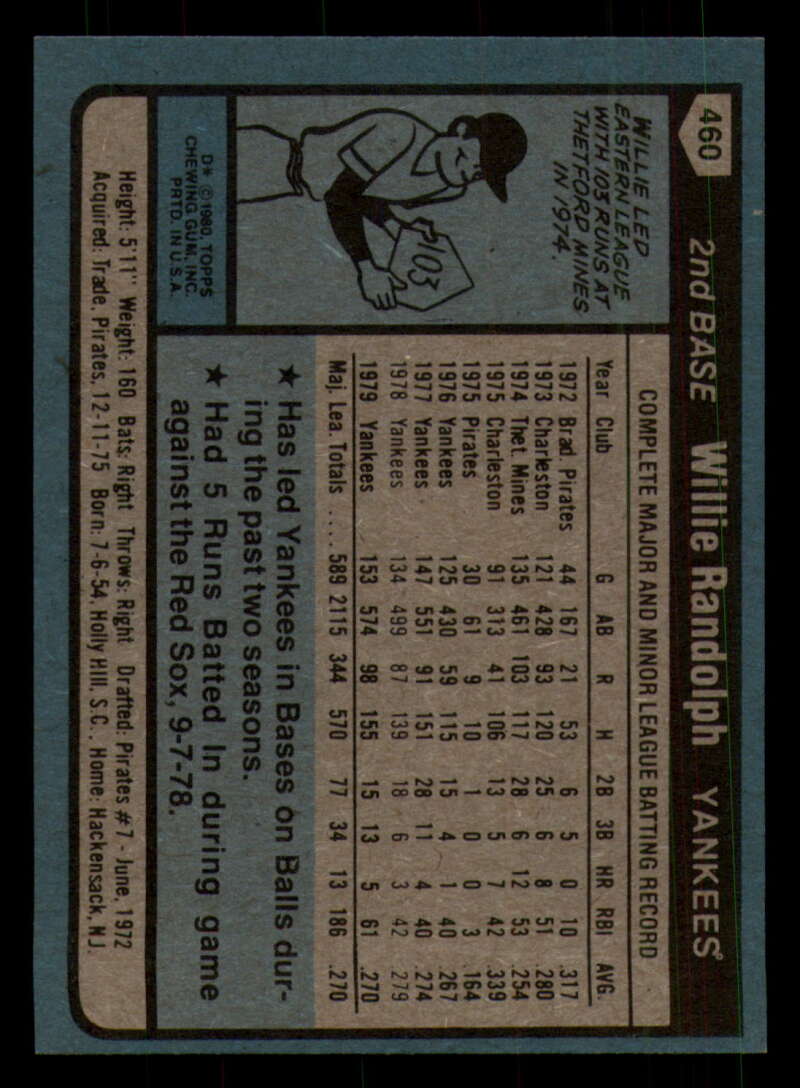 460 2nd BASE Willie Randolph YANKEES®
COMPLETE MAJOR AND MINOR LEAGUE BATTING RECORD
Year Club G AB R H 2B 3B HR RBI AVG.
1972 Brad. Pirates 44 167 21 53 6 5 0 10 .317
1973 Charleston 121 428 93 120 25 6 8 51 .280
1974 Thet. Mines 135 461 103 117 28 6 12 53 .254
1975 Charleston 91 313 41 106 13 5 7 42 .339
1975 Pirates 30 61 9 10 1 0 0 3 .164
1976 Yankees 125 430 59 115 15 4 1 40 .267
1977 Yankees 147 551 91 151 28 11 4 40 .274
1978 Yankees 134 499 87 139 18 6 3 42 .279
1979 Yankees 153 574 98 155 15 13 5 61 .270
Maj. Lea. Totals .... 589 2115 344 570 77 34 13 186 .270
WILLIE LED
EASTERN LEAGUE
WITH 103 RUNS AT
THETFORD MINES
IN 1974.
103
★ Has led Yankees in Bases on Balls dur-
ing the past two seasons.
★ Had 5 Runs Batted In during game
against the Red Sox, 9-7-78.
D* © 1980 TOPPS
CHEWING GUM, INC.
PRTD. IN U.S.A.
Height: 5'11" Weight: 160 Bats: Right Throws: Right Drafted: Pirates #7 - June, 1972
Acquired: Trade, Pirates, 12-11-75 Born: 7-6-54, Holly Hill, S.C. Home: Hackensack, N.J.